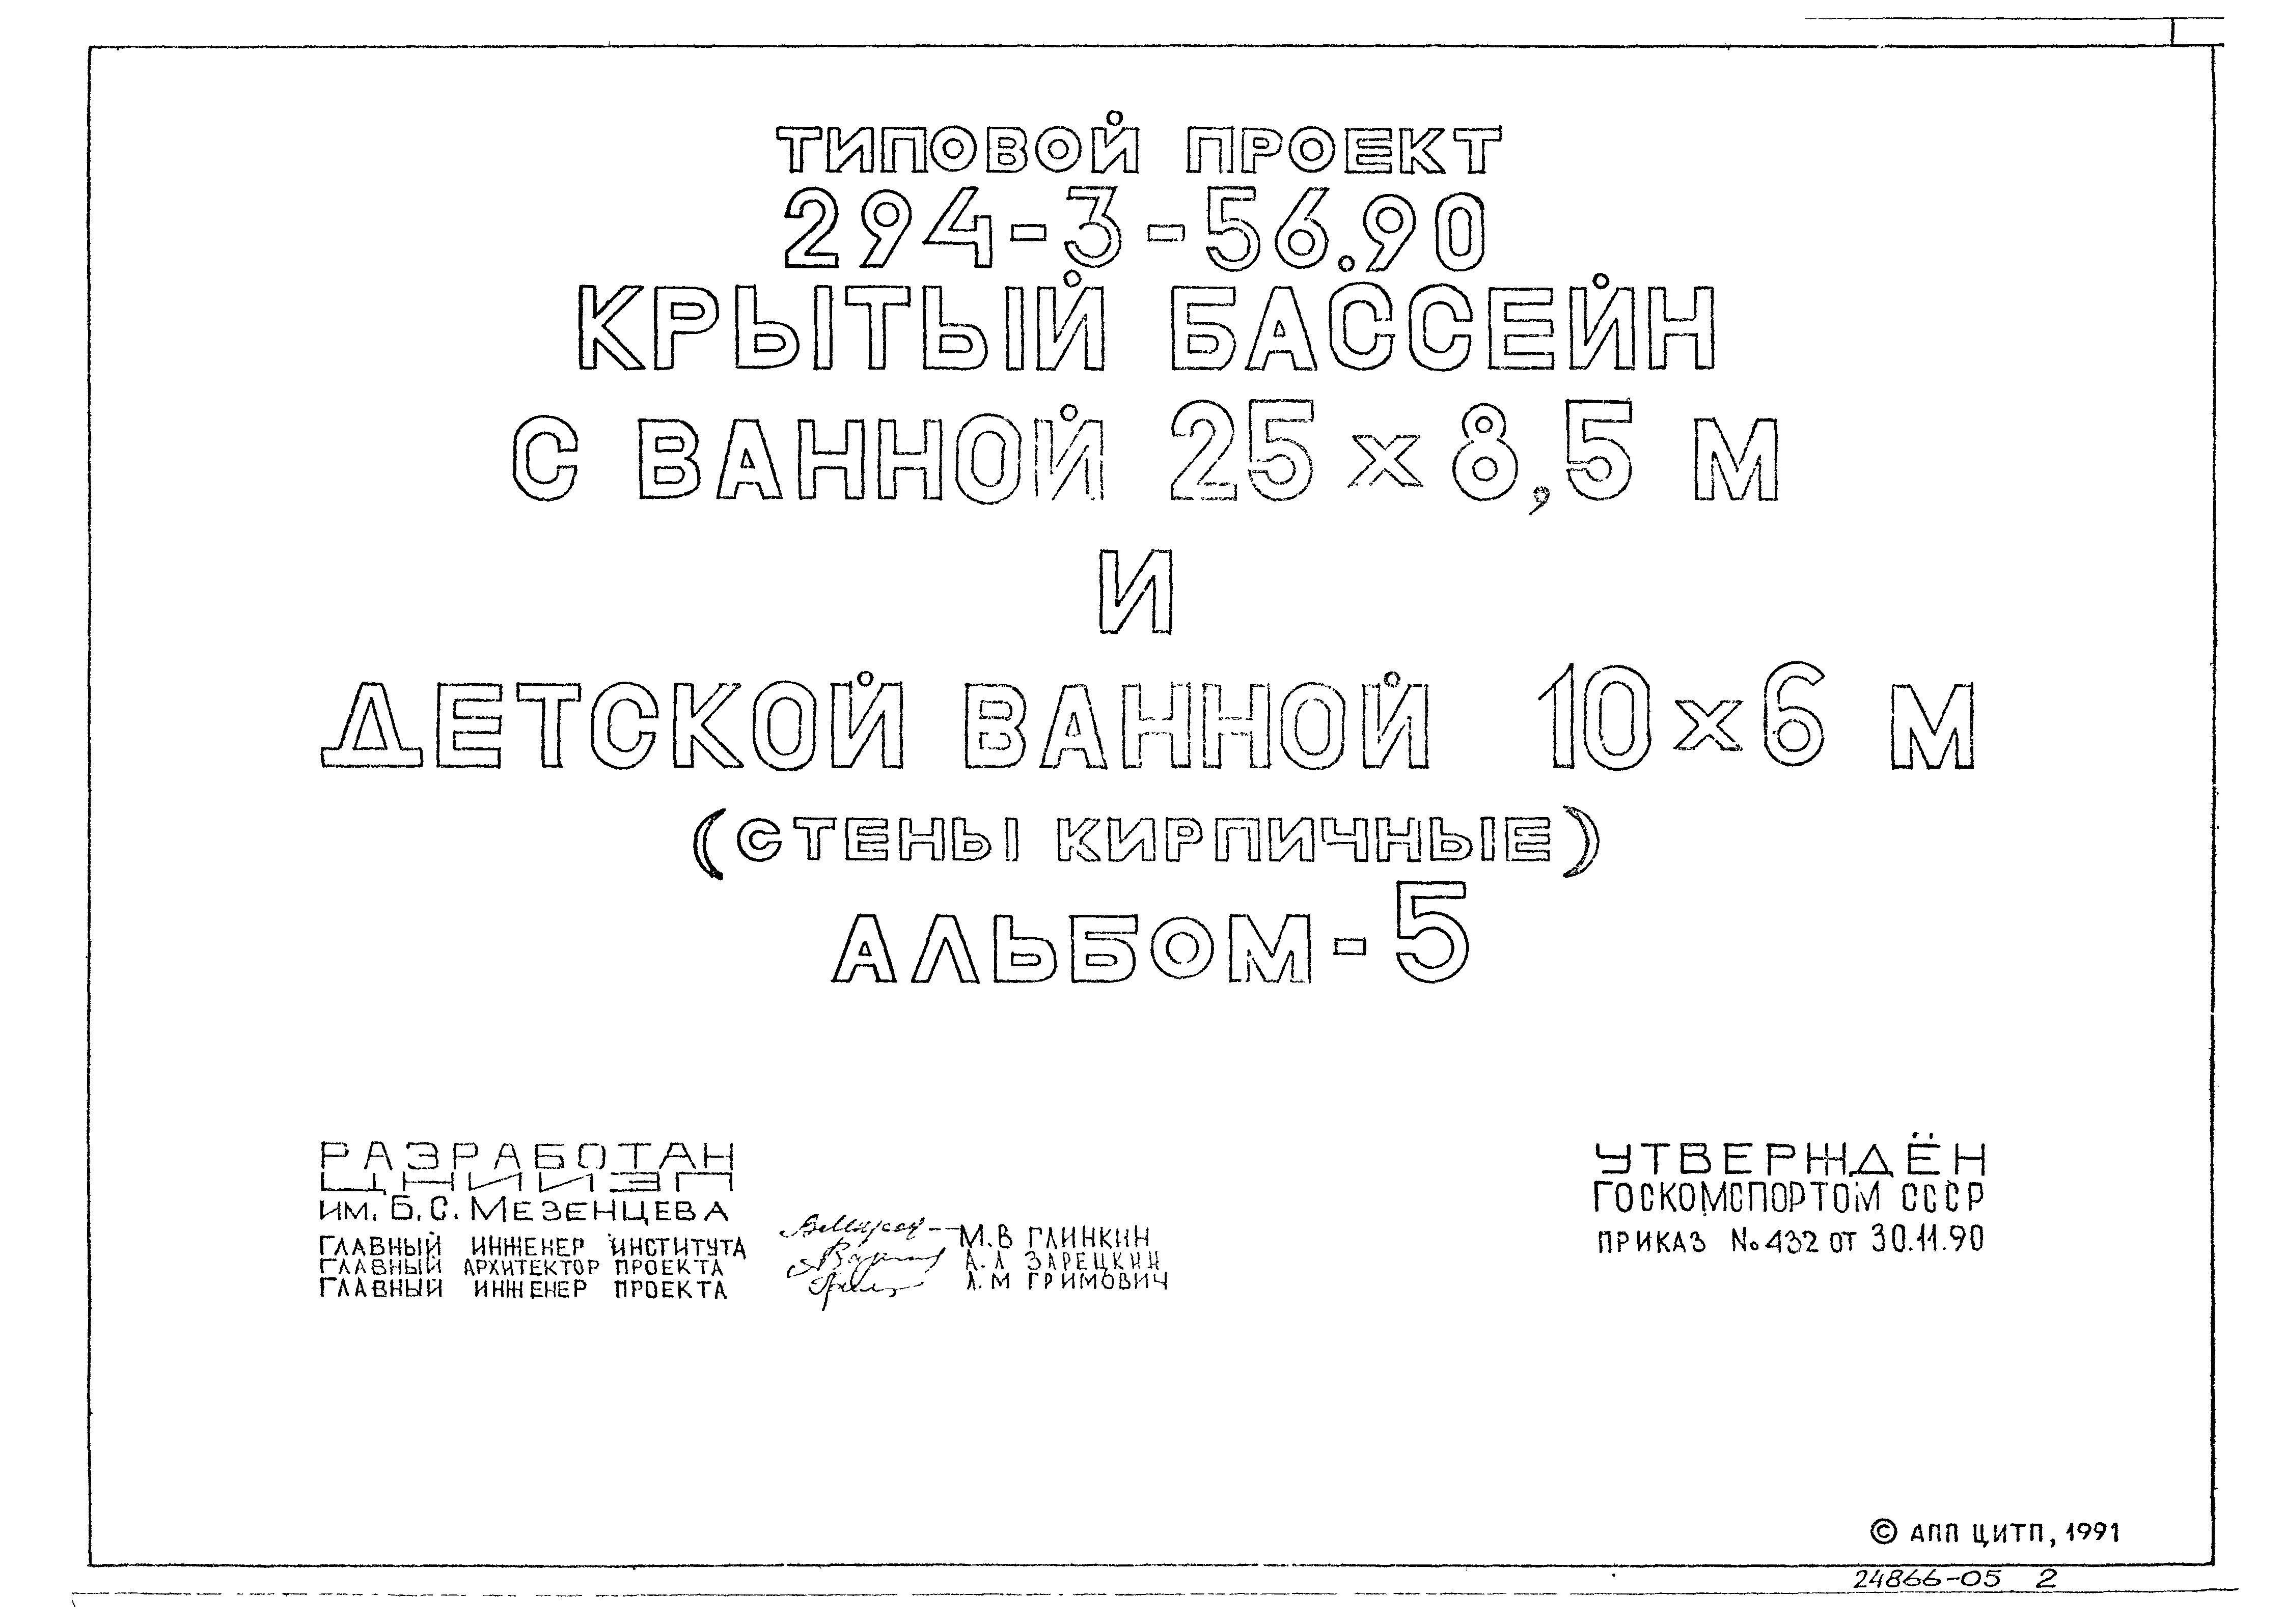 ТИПОВОЙ ПРОЕКТ
294-3-56.90
КРЫТЫЙ БАССЕЙН
С ВАННОЙ 25×8,5 М
И
ДЕТСКОЙ ВАННОЙ 10×6 М
(СТЕНЫ КИРПИЧНЫЕ)
АЛЬБОМ-5
РАЗРАБОТАН
ЦНИИЭП
ИМ. Б.С. МЕЗЕНЦЕВА
ГЛАВНЫЙ ИНЖЕНЕР ИНСТИТУТА М.В ГЛИНКИН
ГЛАВНЫЙ АРХИТЕКТОР ПРОЕКТА А.Л ЗАРЕЦКИЙ
ГЛАВНЫЙ ИНЖЕНЕР ПРОЕКТА Л.М ГРИМОВИЧ
УТВЕРЖДЁН
ГОСКОМСПОРТОМ СССР
ПРИКАЗ №432 ОТ 30.11.90
© АПП ЦИТП, 1991
24866-05 2